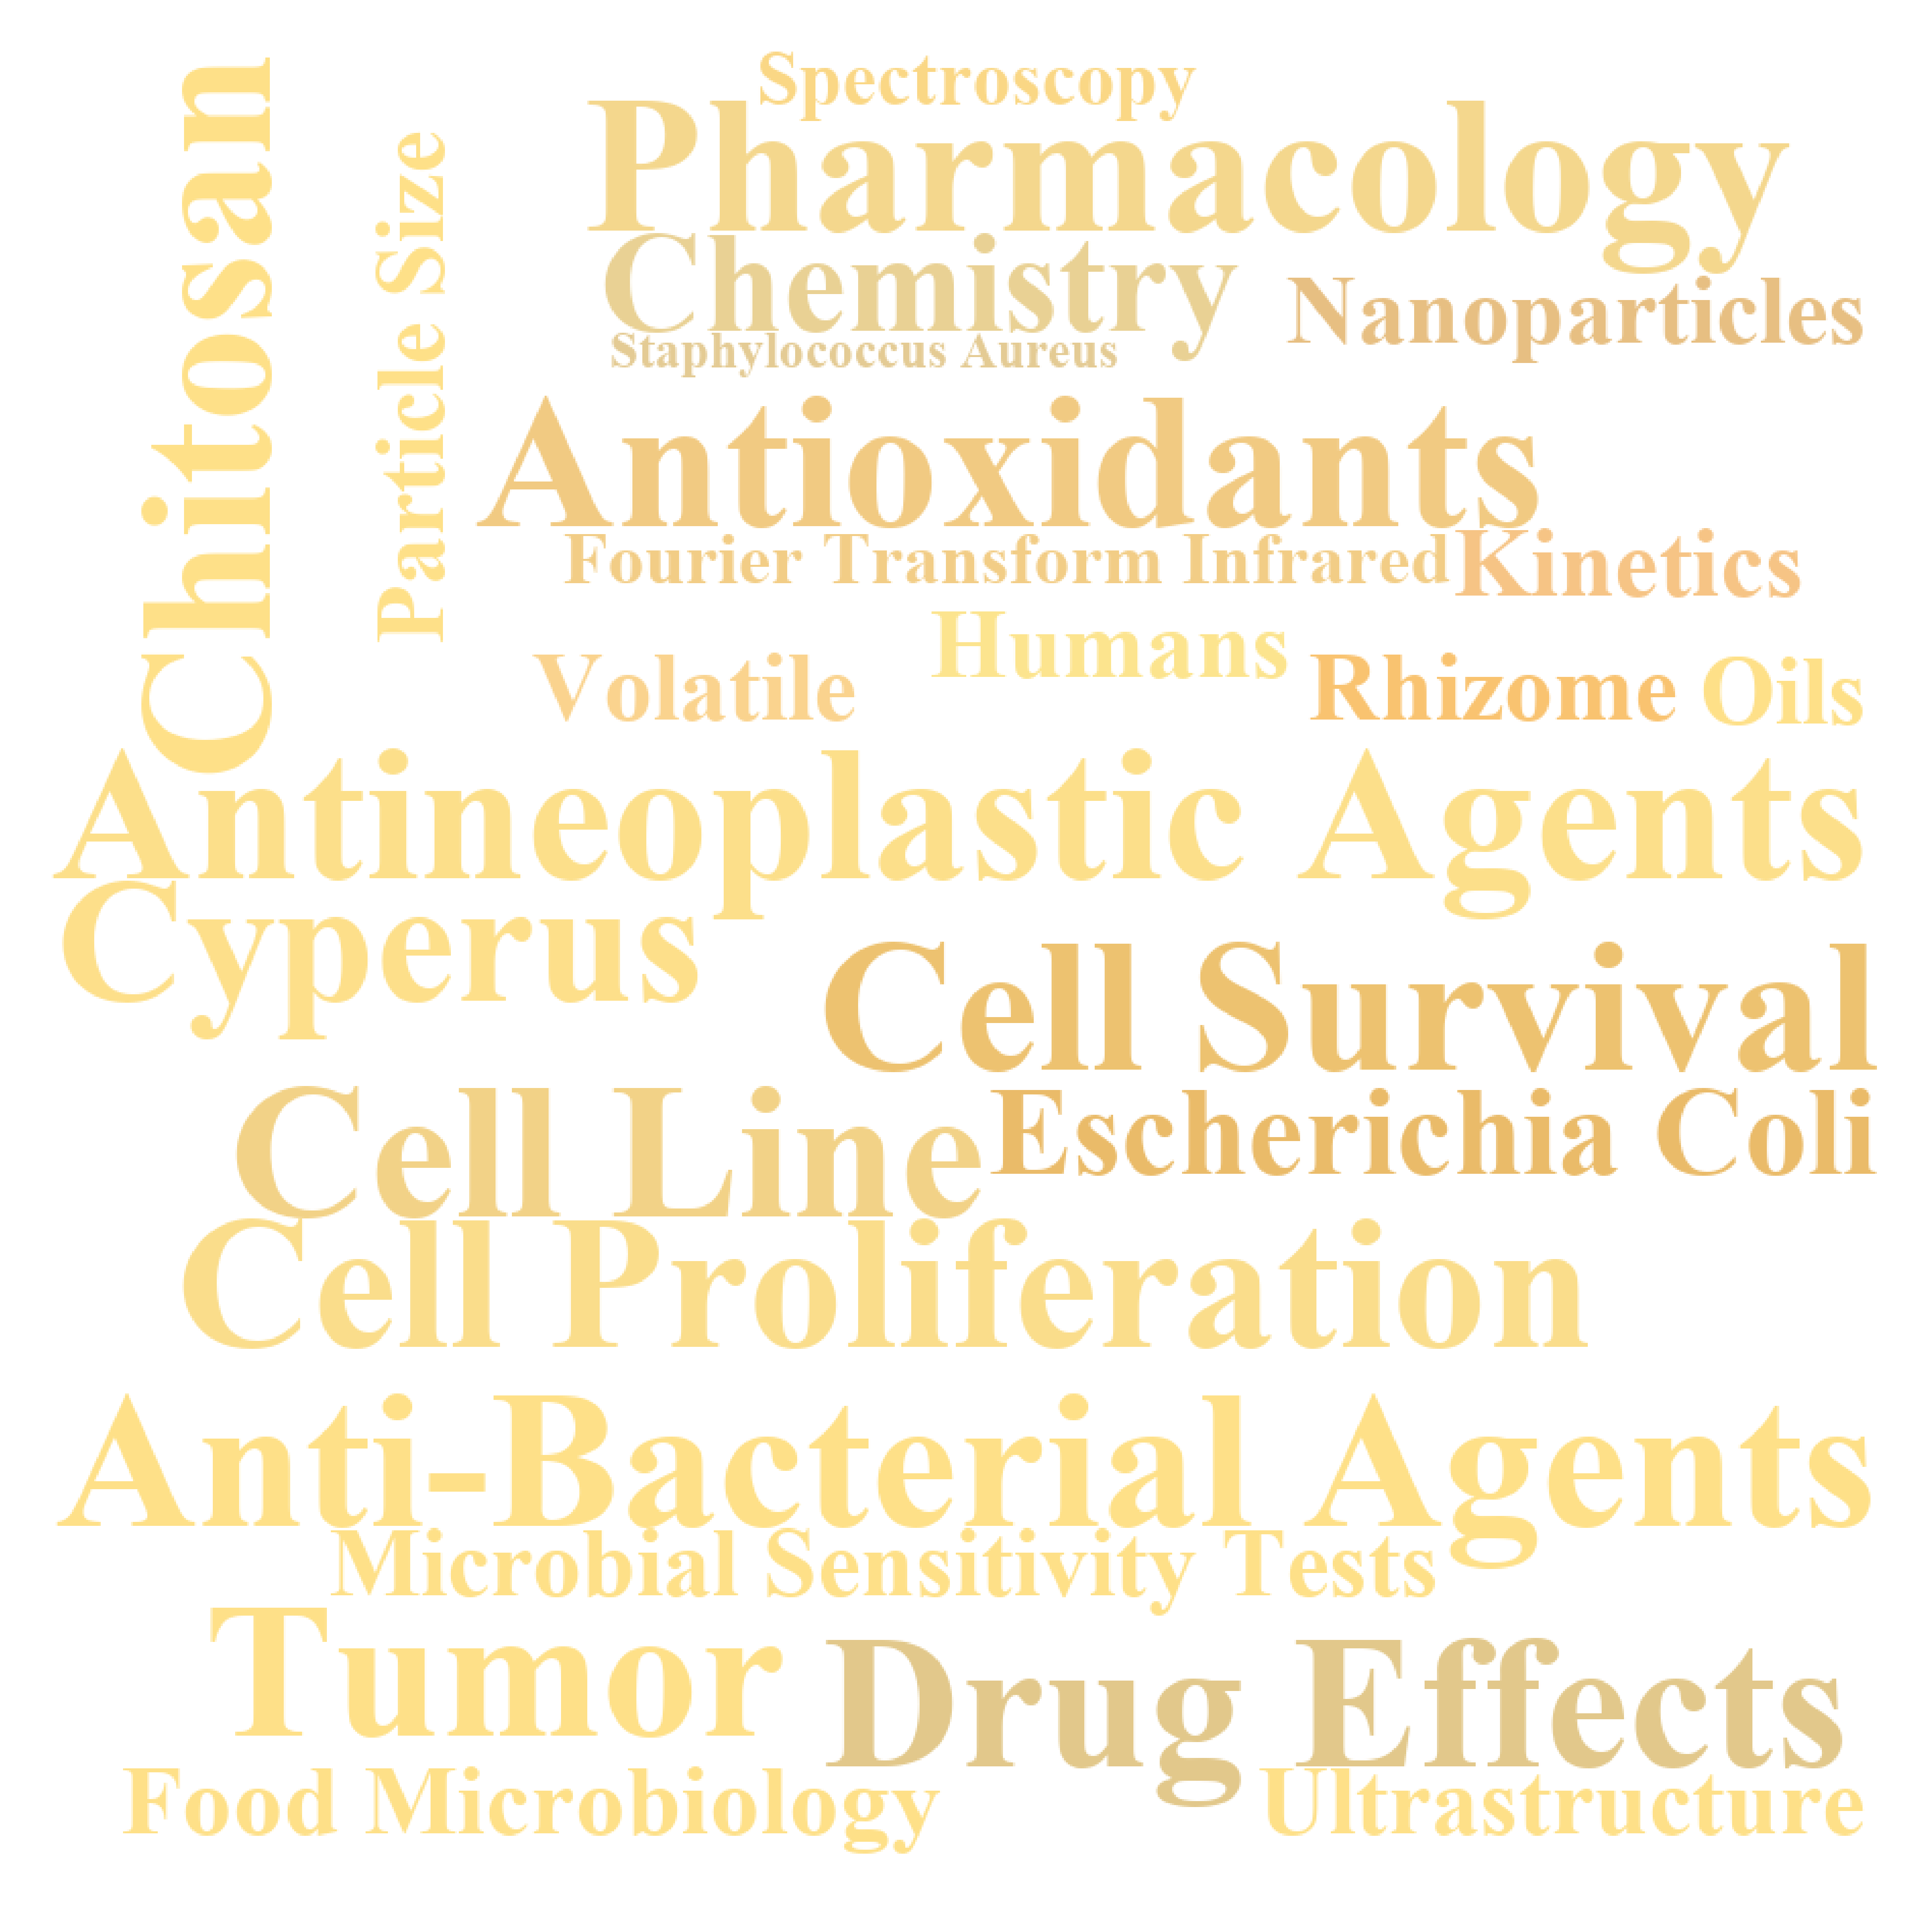 Chitosan
Particle Size
Spectroscopy
Pharmacology
Chemistry
Nanoparticles
Staphylococcus Aureus
Antioxidants
Fourier Transform Infrared
Kinetics
Humans
Volatile
Rhizome
Oils
Antineoplastic Agents
Cyperus
Cell Survival
Cell Line
Escherichia Coli
Cell Proliferation
Anti-Bacterial Agents
Microbial Sensitivity Tests
Tumor
Drug Effects
Food Microbiology
Ultrastructure